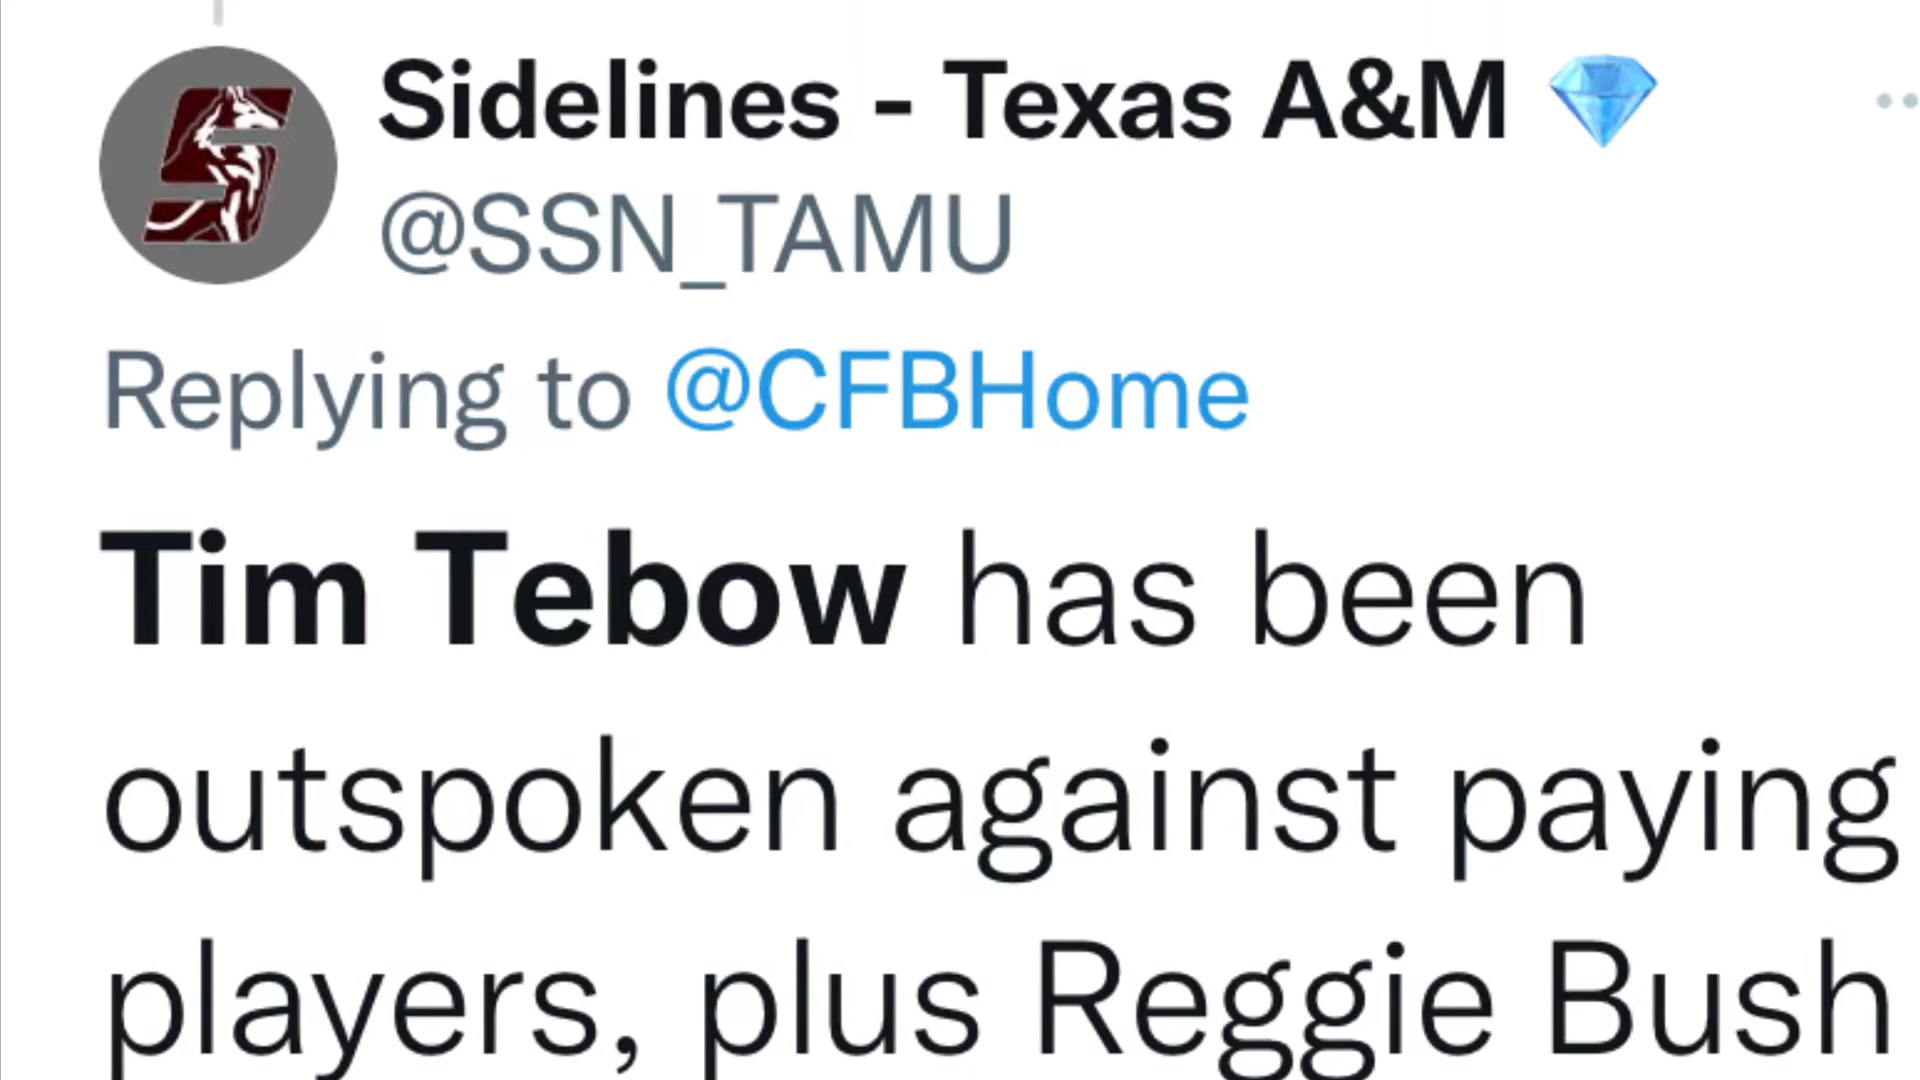 Sidelines - Texas A&M 💎
@SSN_TAMU
Replying to @CFBHome
Tim Tebow has been
outspoken against paying
players, plus Reggie Bush